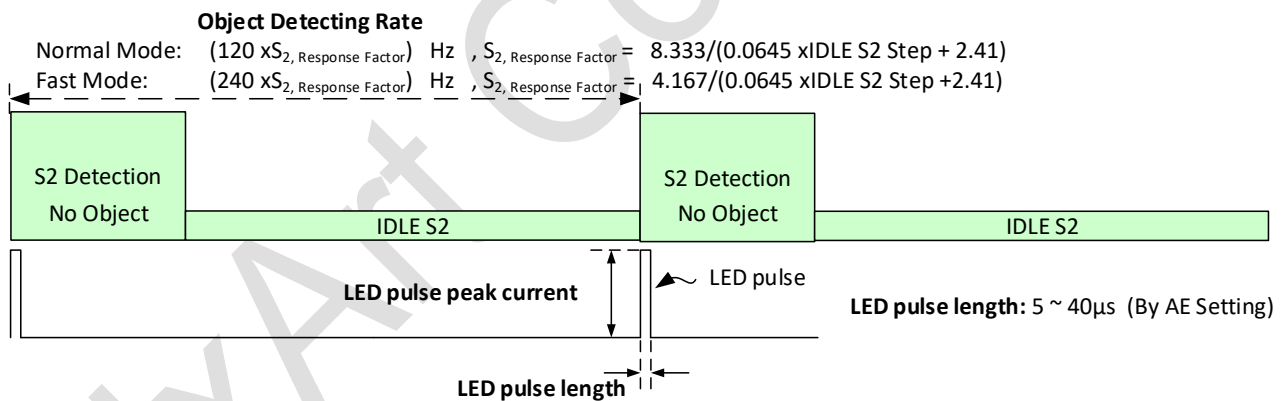 Object Detecting Rate
Normal Mode: (120 xS2, Response Factor) Hz , S2, Response Factor = 8.333/(0.0645 xIDLE S2 Step + 2.41)
Fast Mode: (240 xS2, Response Factor) Hz , S2, Response Factor = 4.167/(0.0645 xIDLE S2 Step +2.41)
S2 Detection
No Object
IDLE S2
S2 Detection
No Object
IDLE S2
LED pulse peak current
LED pulse
LED pulse length: 5 ~ 40µs (By AE Setting)
LED pulse length